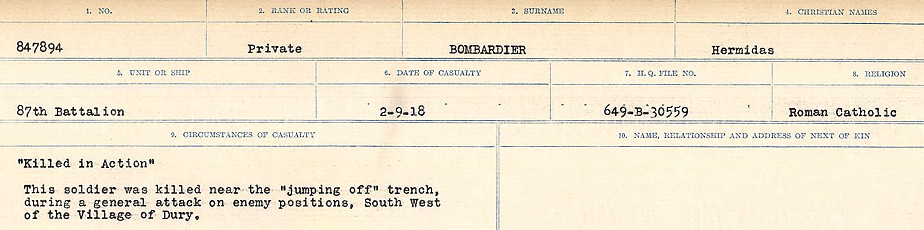 1. NO.
2. RANK OR RATING
3. SURNAME
4. CHRISTIAN NAMES
847894
Private
BOMBARDIER
Hermidas
5. UNIT OR SHIP
6. DATE OF CASUALTY
7. H.Q. FILE NO.
8. RELIGION
87th Battalion
2-9-18
649-B-30559
Roman Catholic
9. CIRCUMSTANCES OF CASUALTY
10. NAME, RELATIONSHIP AND ADDRESS OF NEXT OF KIN
"Killed in Action"
This soldier was killed near the "jumping off" trench,
during a general attack on enemy positions, South West
of the Village of Dury.